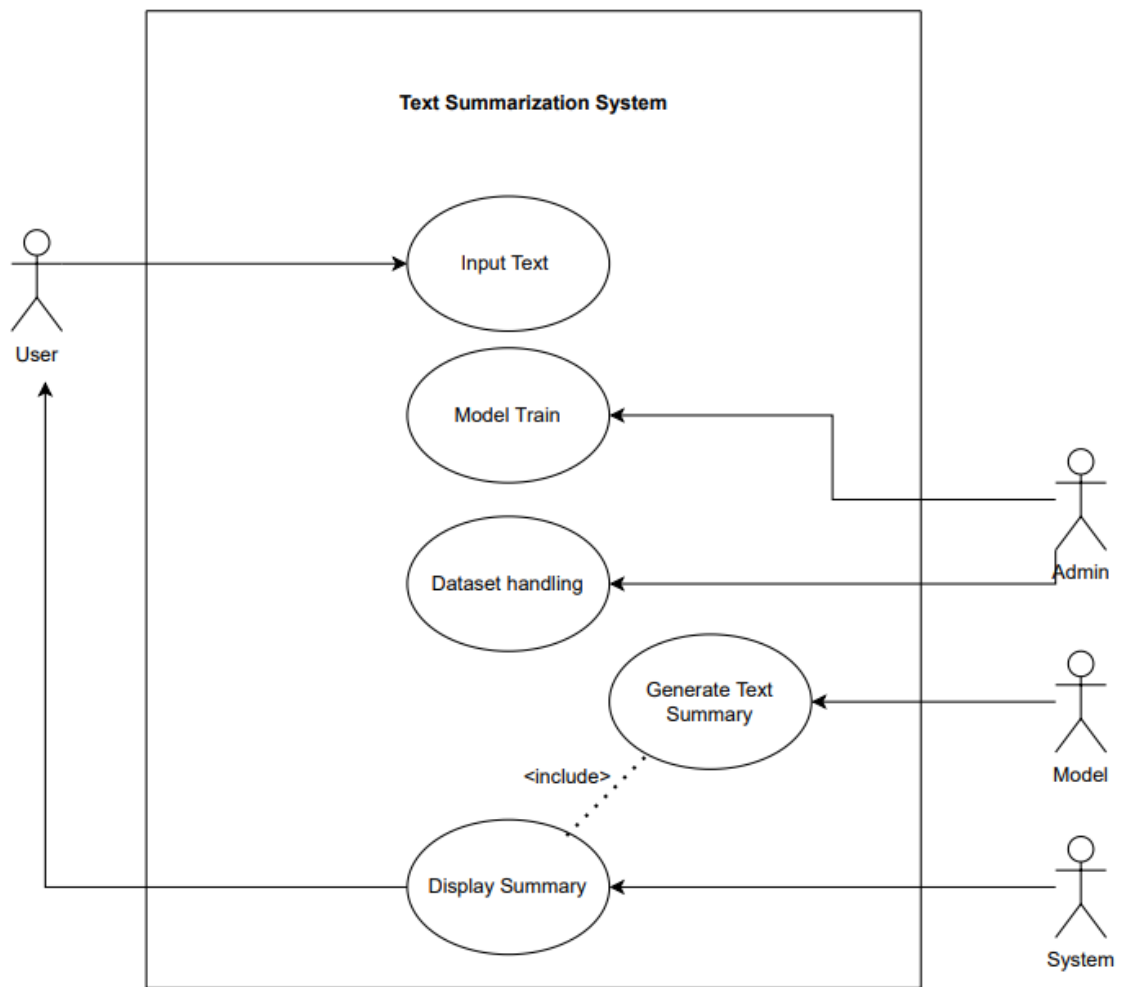 Text Summarization System
Input Text
User
Model Train
Dataset handling
Admin
Generate Text
Summary
<include>
Model
Display Summary
System